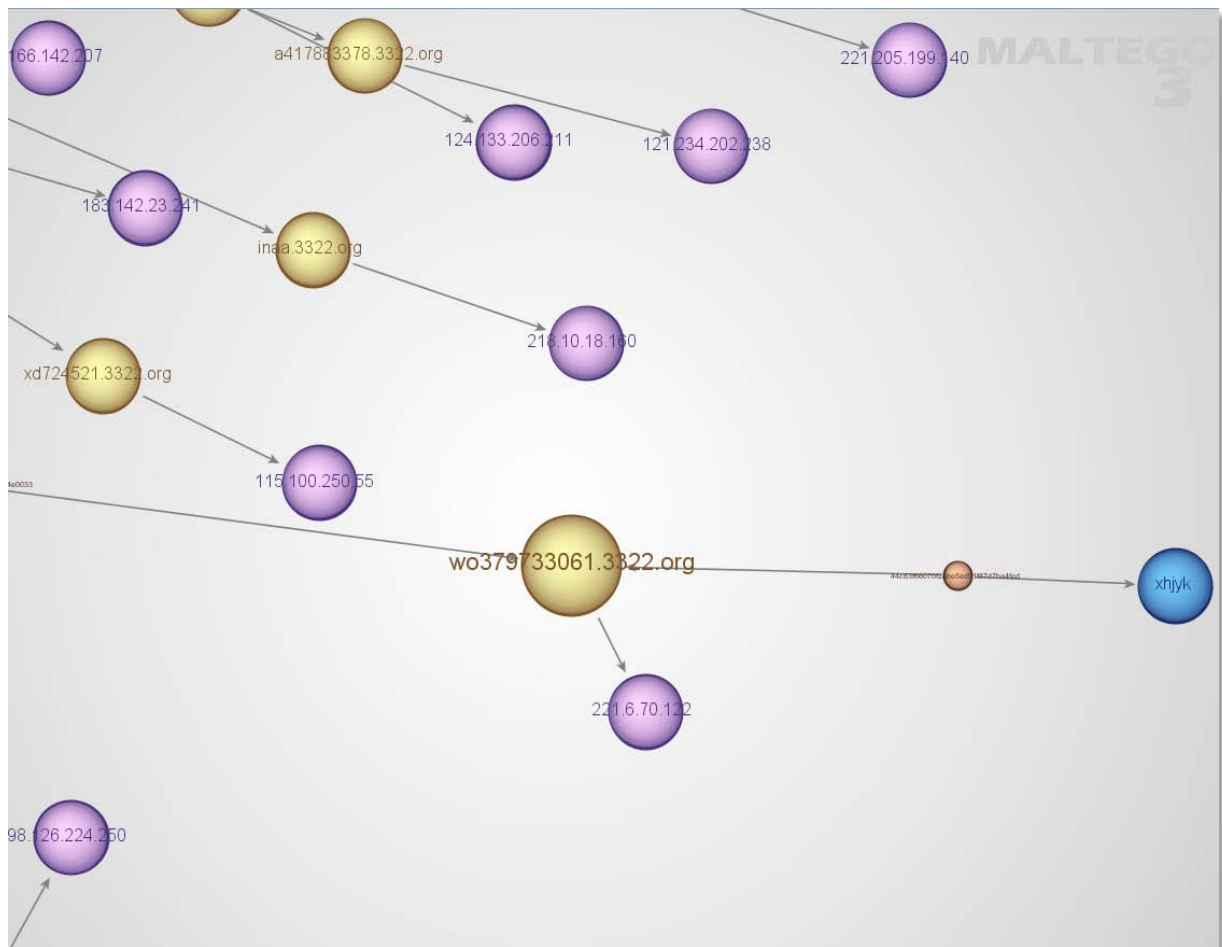 166.142.207
a417883378.3322.org
221.205.199.140
MALTEGO
3
124.133.206.211
121.234.202.238
183.142.23.241
inaa.3322.org
218.10.18.160
xd724521.3322.org
115.100.250.55
wo379733061.3322.org
xhjyk
221.6.70.122
98.126.224.250